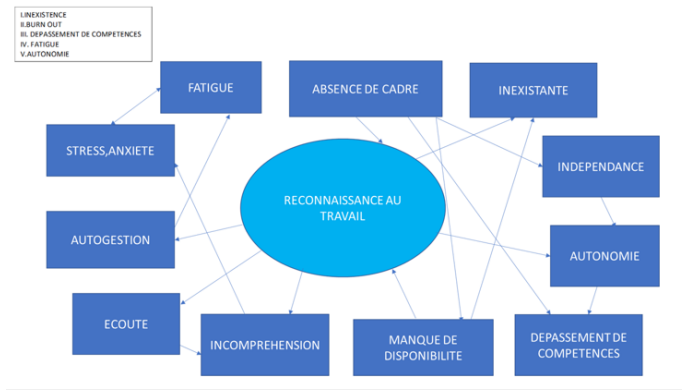 I.INEXISTENCE
II.BURN OUT
III. DEPASSEMENT DE COMPETENCES
IV. FATIGUE
V.AUTONOMIE
FATIGUE
ABSENCE DE CADRE
INEXISTANTE
STRESS,ANXIETE
INDEPENDANCE
RECONNAISSANCE AU
TRAVAIL
AUTOGESTION
AUTONOMIE
ECOUTE
INCOMPREHENSION
MANQUE DE
DISPONIBILITE
DEPASSEMENT DE
COMPETENCES